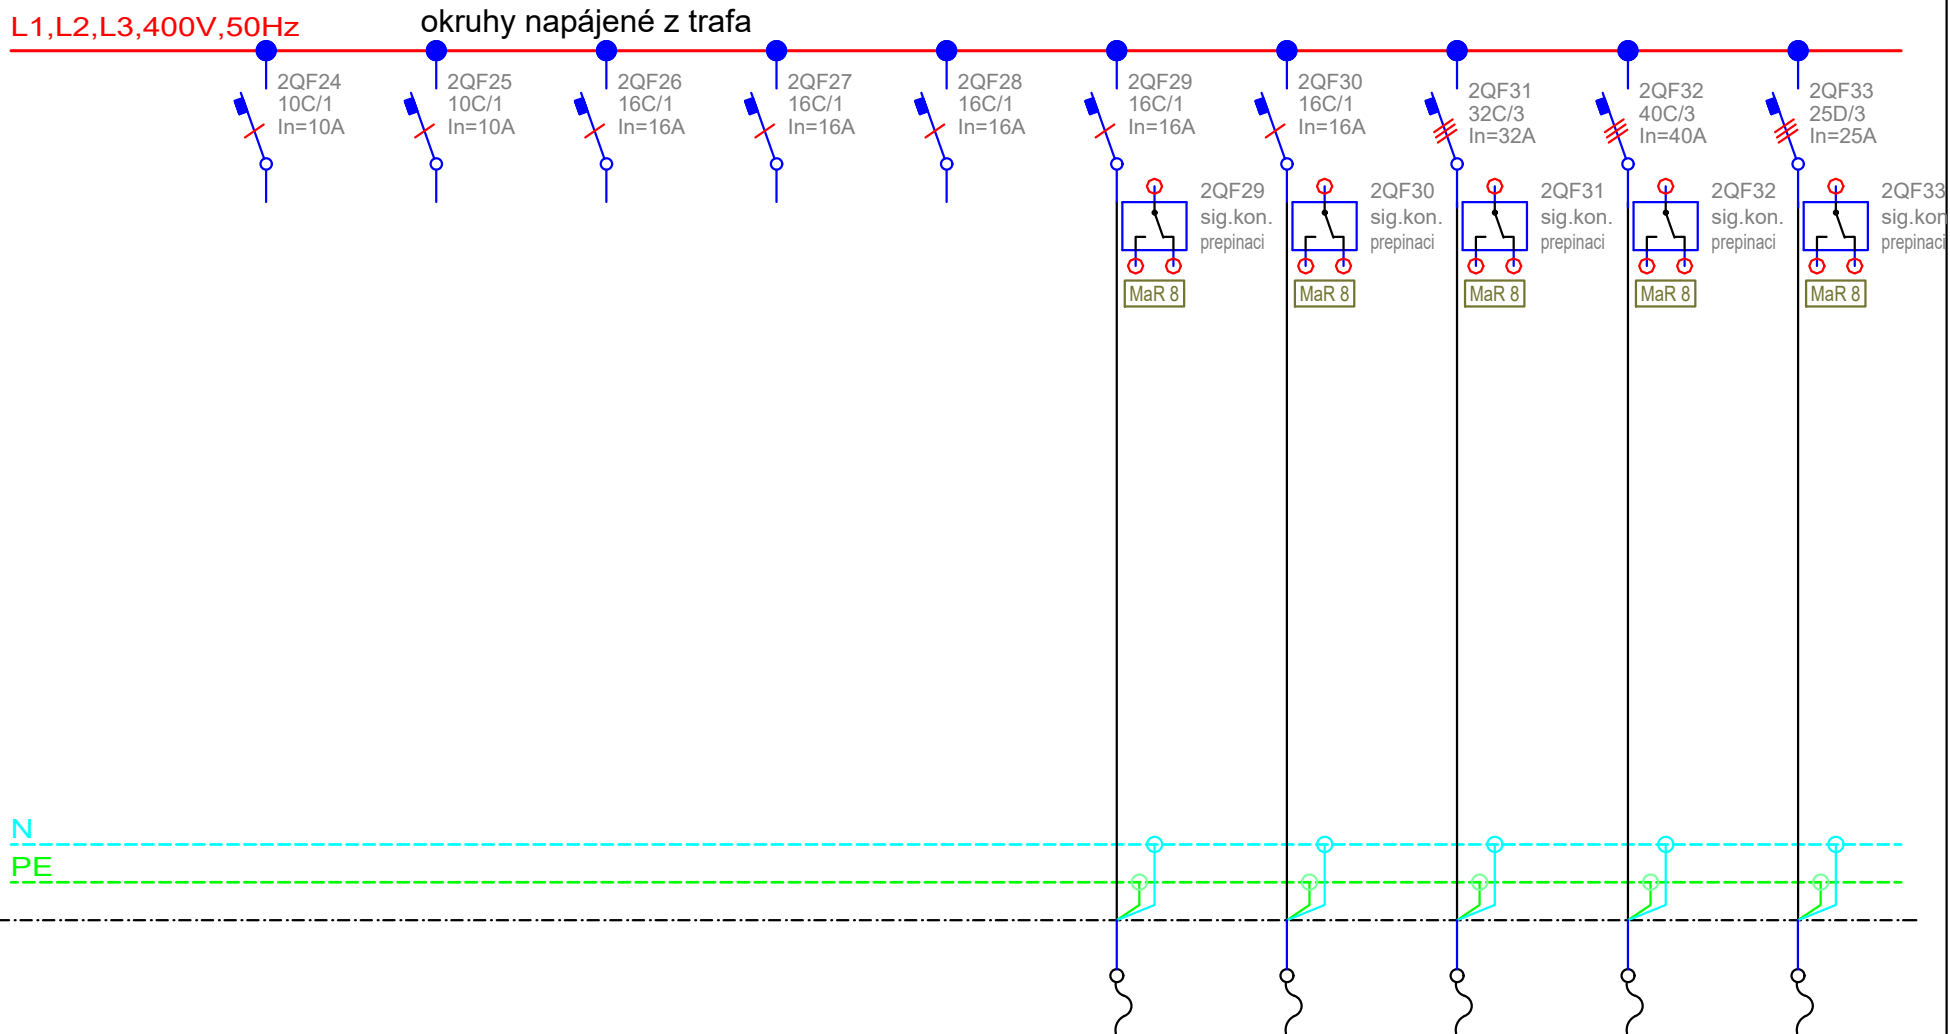 L1,L2,L3,400V,50Hz
okruhy napájené z trafa
2QF24
10C/1
In=10A
2QF25
10C/1
In=10A
2QF26
16C/1
In=16A
2QF27
16C/1
In=16A
2QF28
16C/1
In=16A
2QF29
16C/1
In=16A
2QF30
16C/1
In=16A
2QF31
32C/3
In=32A
2QF32
40C/3
In=40A
2QF33
25D/3
In=25A
2QF29
sig.kon.
prepinaci
MaR 8
2QF30
sig.kon.
prepinaci
MaR 8
2QF31
sig.kon.
prepinaci
MaR 8
2QF32
sig.kon.
prepinaci
MaR 8
2QF33
sig.kon
prepinaci
MaR 8
N
PE